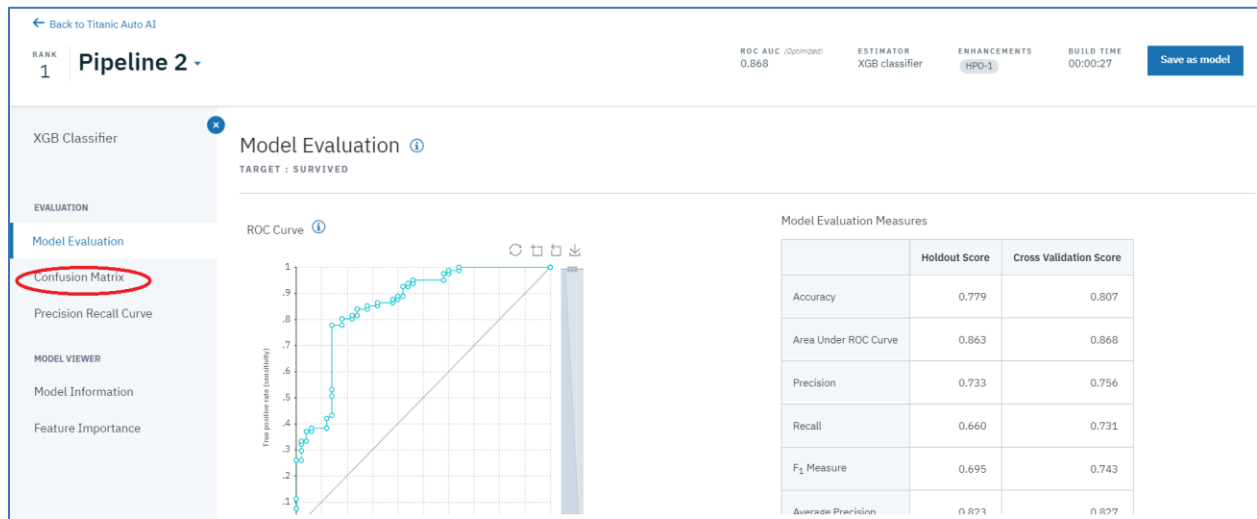 Back to Titanic Auto AI
RANK
1
Pipeline 2
ROC AUC (Optimized)
0.868
ESTIMATOR
XGB classifier
ENHANCEMENTS
HPO-1
BUILD TIME
00:00:27
Save as model
XGB Classifier
EVALUATION
Model Evaluation
Confusion Matrix
Precision Recall Curve
MODEL VIEWER
Model Information
Feature Importance
Model Evaluation
TARGET : SURVIVED
ROC Curve
1
.9
.8
.7
.6
.5
.4
.3
.2
.1
True positive rate (sensitivity)
Model Evaluation Measures
Holdout Score Cross Validation Score
Accuracy 0.779 0.807
Area Under ROC Curve 0.863 0.868
Precision 0.733 0.756
Recall 0.660 0.731
F1 Measure 0.695 0.743
Average Precision 0.823 0.827